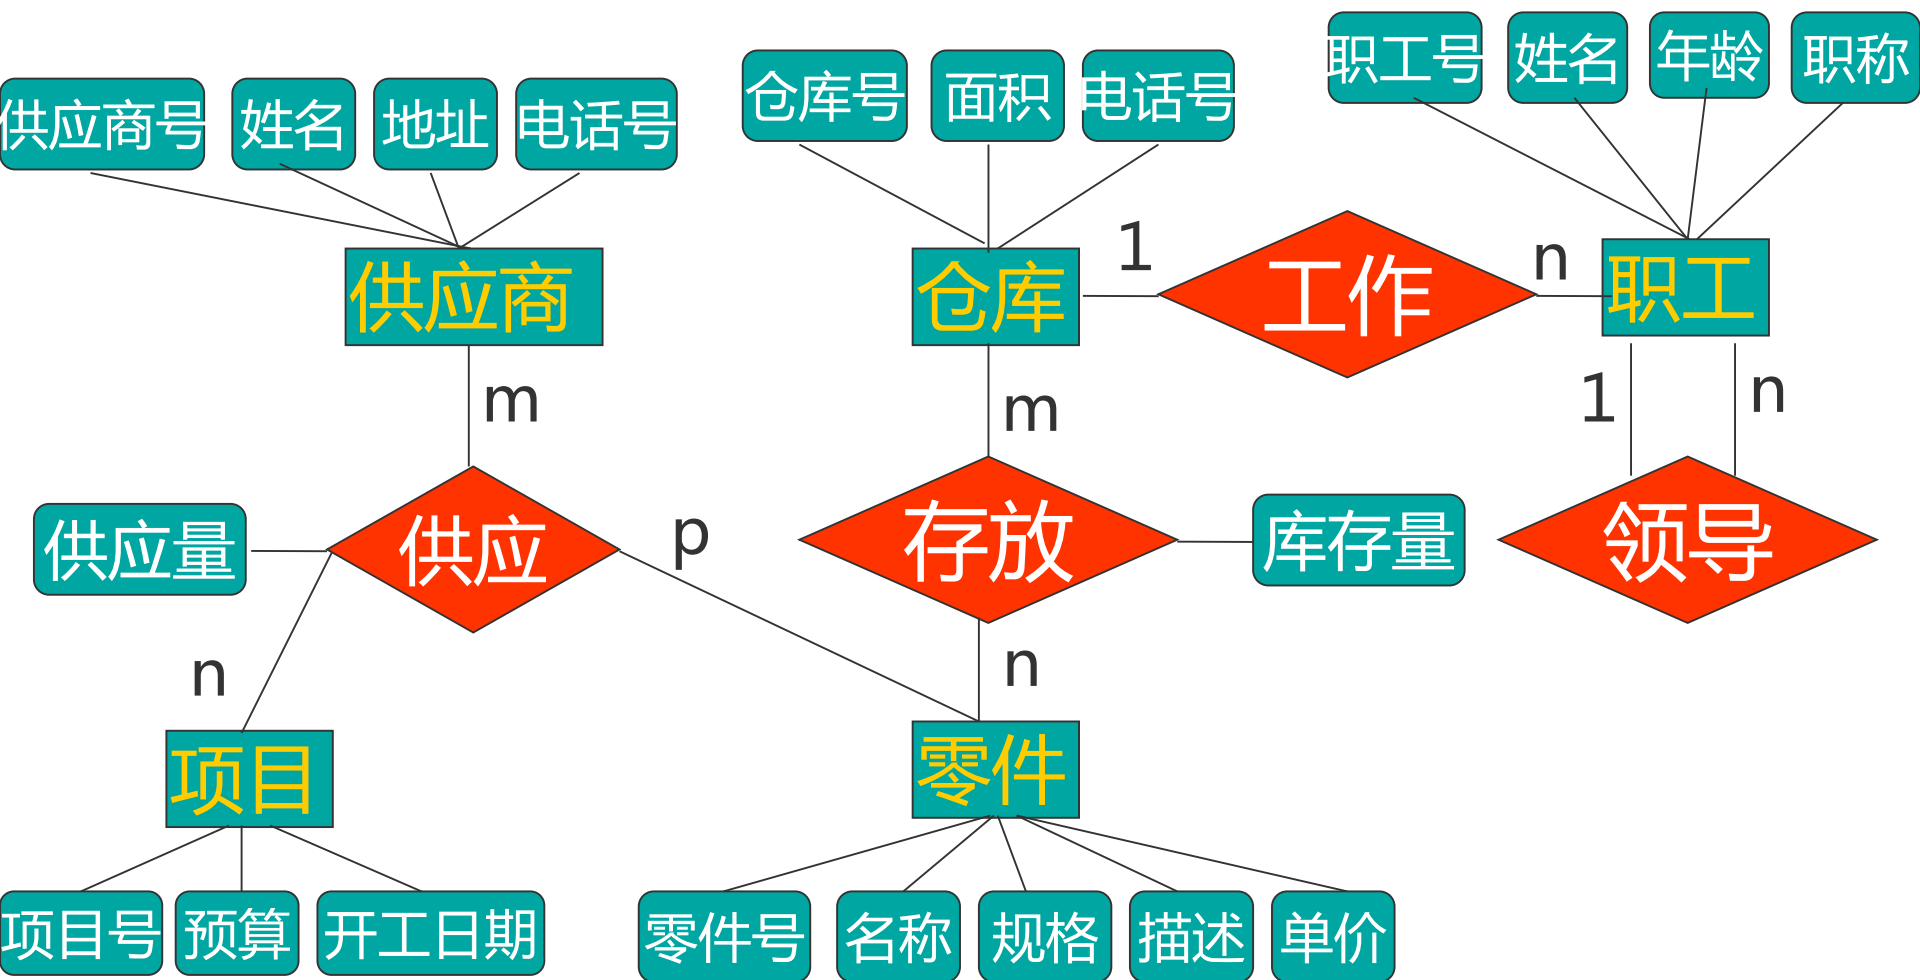 职工号
姓名
年龄
职称
仓库号
面积
电话号
供应商号
姓名
地址
电话号
1
n
供应商
仓库
工作
职工
m
m
1
n
供应量
供应
p
存放
库存量
领导
n
n
项目
零件
项目号
预算
开工日期
零件号
名称
规格
描述
单价